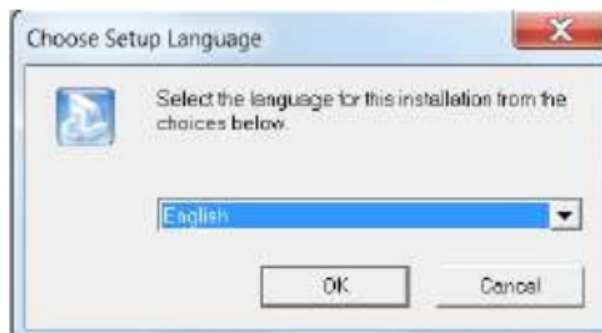 Choose Setup Language
Select the language for this installation from the
choices below.
English
OK
Cancel